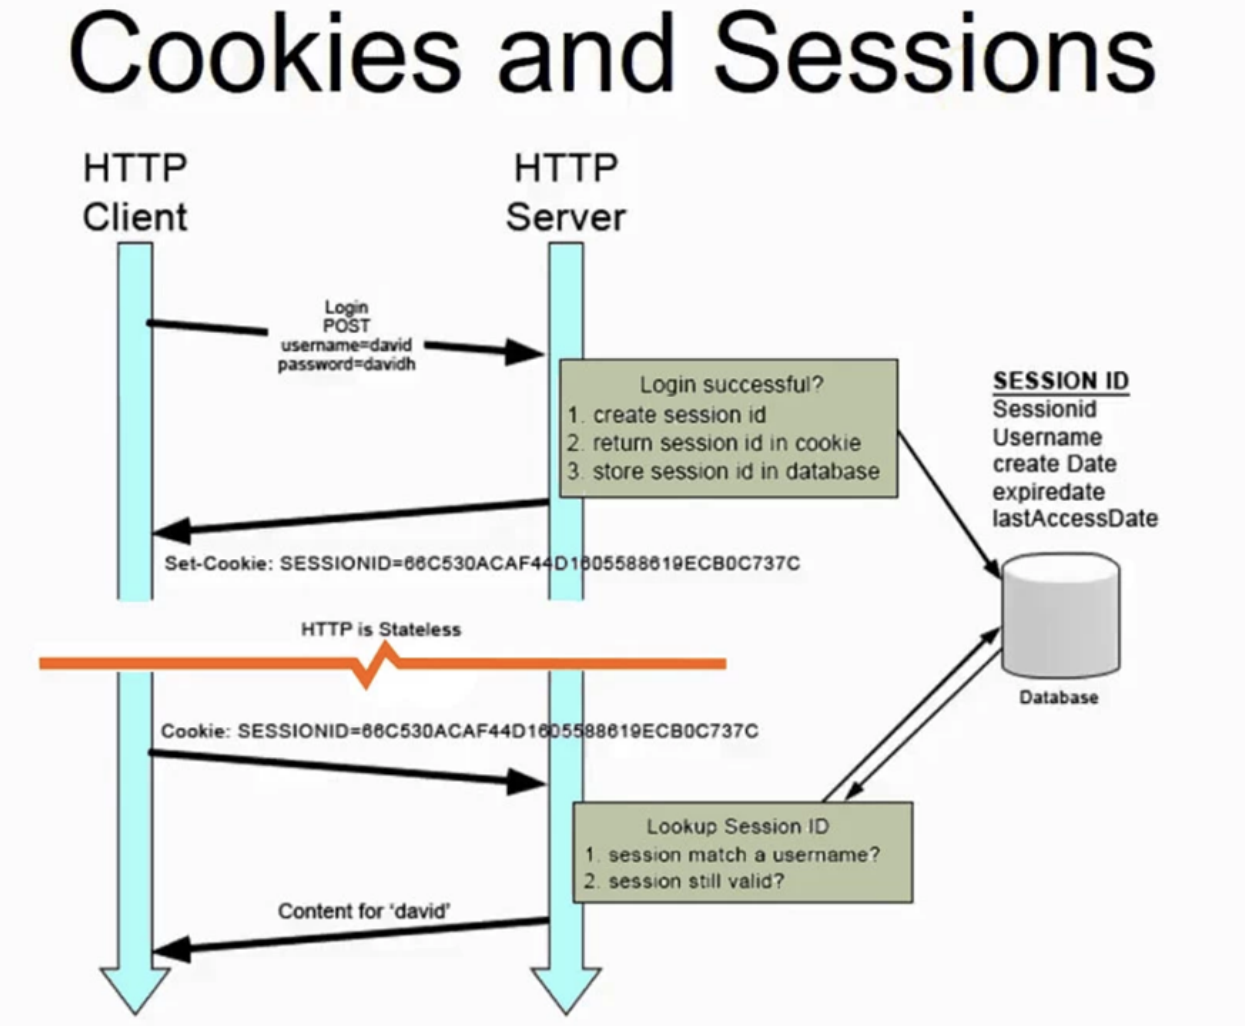 Cookies and Sessions
HTTP
Client
HTTP
Server
Login
POST
username=david
password=davidh
Login successful?
1. create session id
2. return session id in cookie
3. store session id in database
SESSION ID
Sessionid
Username
create Date
expiredate
lastAccessDate
Set-Cookie: SESSIONID=66C530ACAF44D1605588619ECB0C737C
HTTP is Stateless
Database
Cookie: SESSIONID=66C530ACAF44D1605588619ECB0C737C
Lookup Session ID
1. session match a username?
2. session still valid?
Content for ‘david’